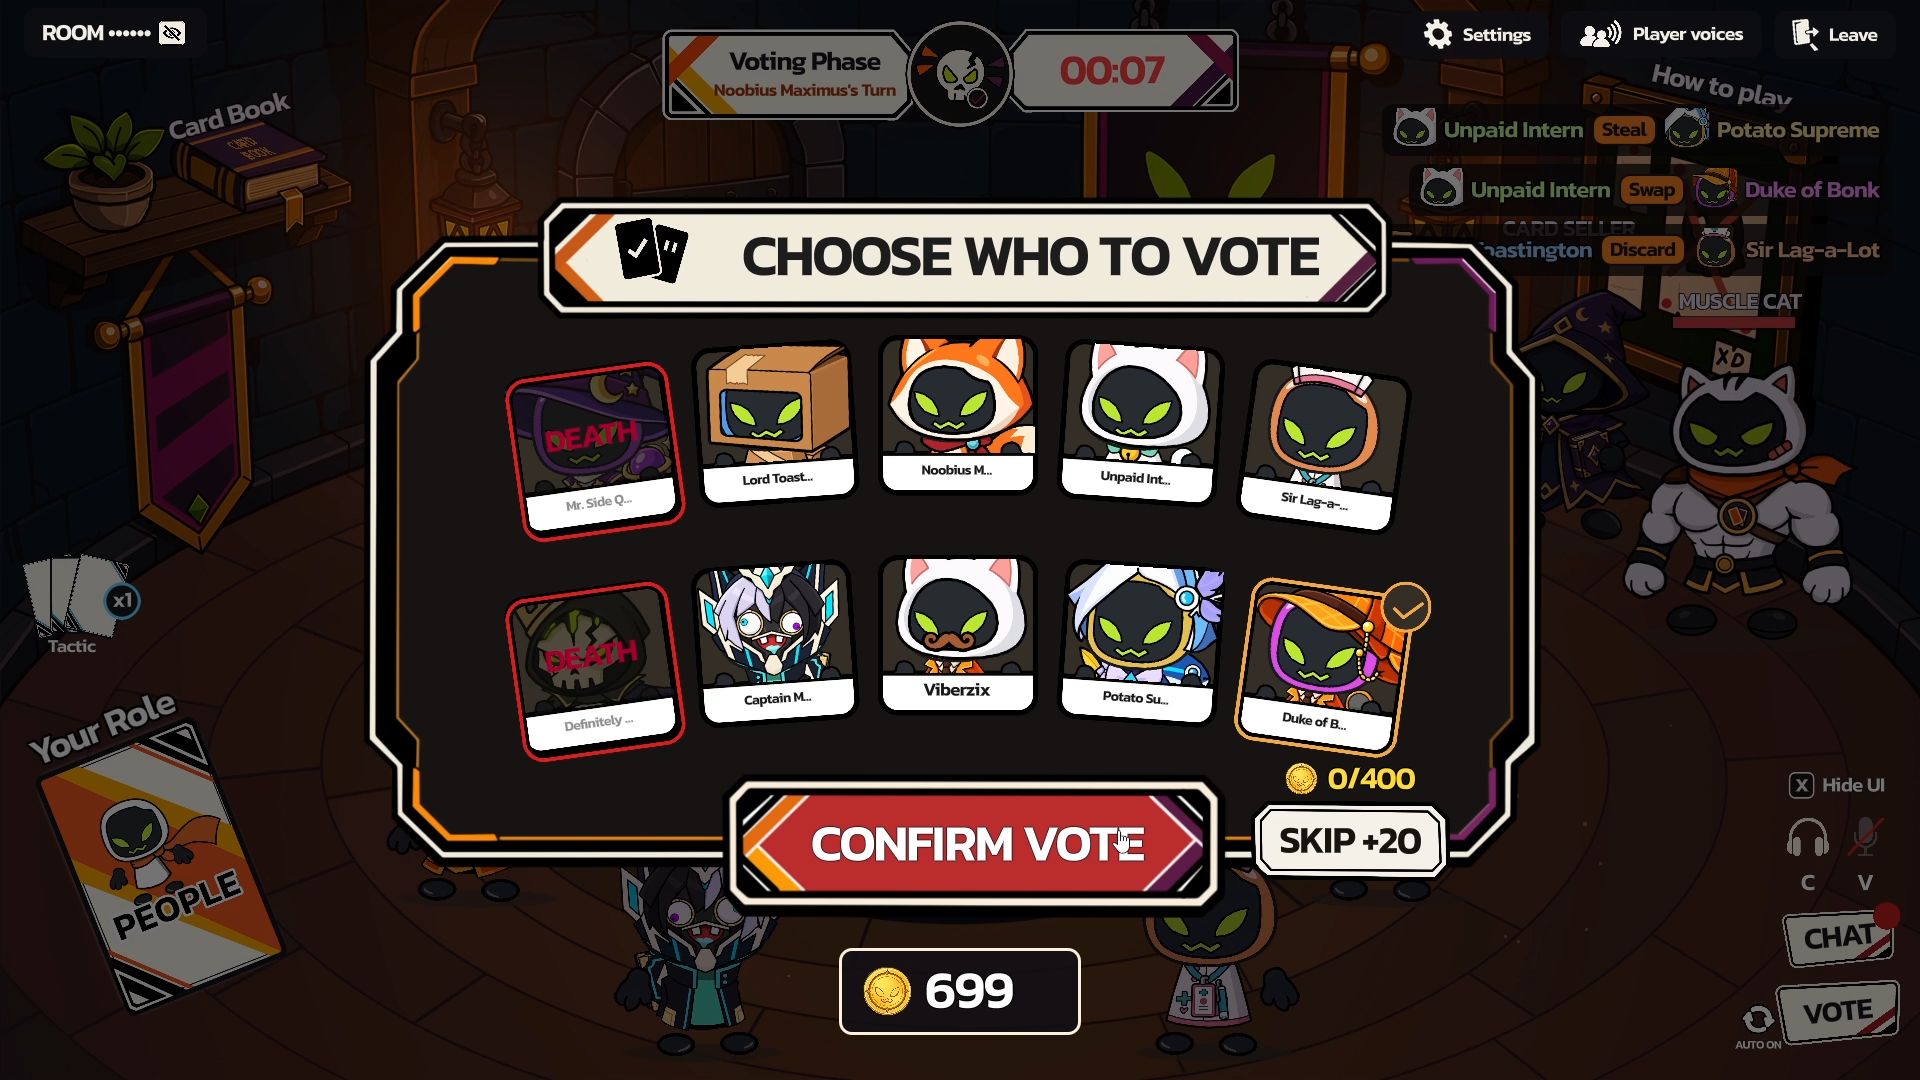 ROOM ••••••
Voting Phase
Noobius Maximus's Turn
00:07
Settings
Player voices
Leave
Card Book
CARD BOOK
How to play
Unpaid Intern Steal Potato Supreme
Unpaid Intern Swap Duke of Bonk
CARD SELLER
oastington Discard Sir Lag-a-Lot
MUSCLE CAT
XD
CHOOSE WHO TO VOTE
DEATH
Mr. Side Q...
Lord Toast...
Noobius M...
Unpaid Int...
Sir Lag-a-...
DEATH
Definitely ...
Captain M...
Viberzix
Potato Su...
Duke of B...
x1
Tactic
Your Role
PEOPLE
0/400
CONFIRM VOTE
SKIP +20
699
X Hide UI
C
V
CHAT
VOTE
AUTO ON